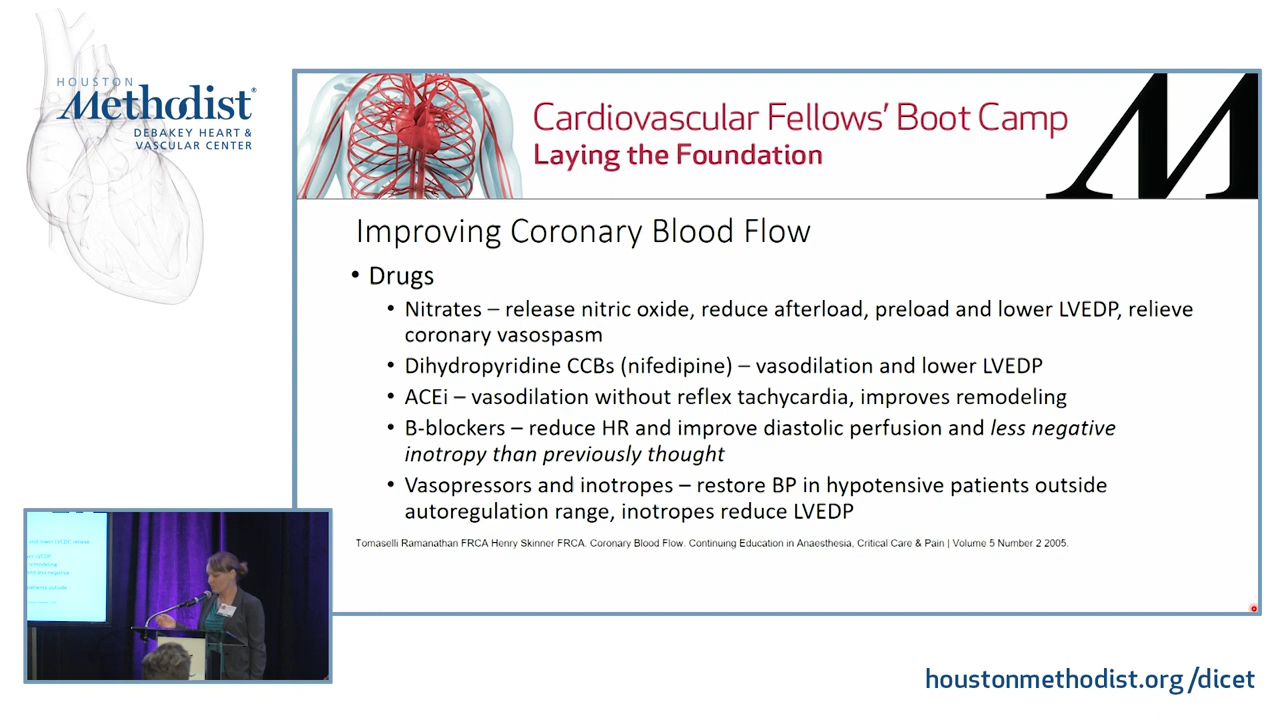 HOUSTON
Methodist®
DEBAKEY HEART &
VASCULAR CENTER
Cardiovascular Fellows’ Boot Camp
Laying the Foundation
M
Improving Coronary Blood Flow
• Drugs
• Nitrates – release nitric oxide, reduce afterload, preload and lower LVEDP, relieve
coronary vasospasm
• Dihydropyridine CCBs (nifedipine) – vasodilation and lower LVEDP
• ACEi – vasodilation without reflex tachycardia, improves remodeling
• B-blockers – reduce HR and improve diastolic perfusion and less negative
inotropy than previously thought
• Vasopressors and inotropes – restore BP in hypotensive patients outside
autoregulation range, inotropes reduce LVEDP
Tomaselli Ramanathan FRCA Henry Skinner FRCA. Coronary Blood Flow. Continuing Education in Anaesthesia, Critical Care & Pain | Volume 5 Number 2 2005.
houstonmethodist.org/dicet